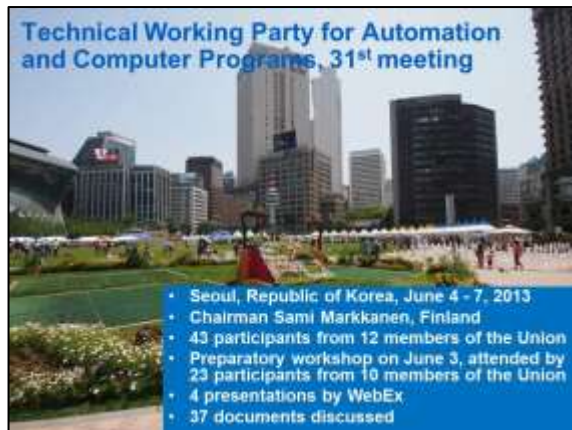 Technical Working Party for Automation
and Computer Programs, 31st meeting
• Seoul, Republic of Korea, June 4 - 7, 2013
• Chairman Sami Markkanen, Finland
• 43 participants from 12 members of the Union
• Preparatory workshop on June 3, attended by
23 participants from 10 members of the Union
• 4 presentations by WebEx
• 37 documents discussed